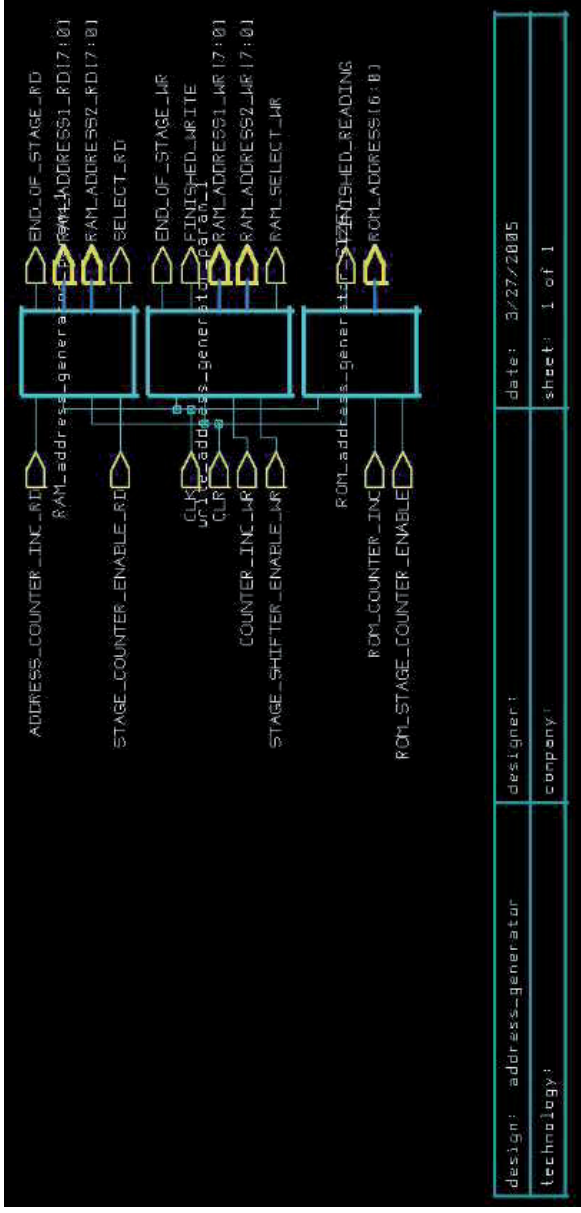 END_OF_STAGE_RD
RAM_ADDRESS1_RD[7:0]
RAM_ADDRESS2_RD[7:0]
SELECT_RD
END_OF_STAGE_WR
FINISHED_WRITE
RAM_ADDRESS1_WR[7:0]
RAM_ADDRESS2_WR[7:0]
RAM_SELECT_WR
FINISHED_READING
ROM_ADDRESS[6:0]
write_address_generator_param_1
ADDRESS_COUNTER_INC_RD
STAGE_COUNTER_ENABLE_RD
CLK
CLR
COUNTER_INC_WR
STAGE_SHIFTER_ENABLE_WR
ROM_COUNTER_INC
ROM_STAGE_COUNTER_ENABLE
design: address_generator
designer:
date: 3/27/2005
technology:
company:
sheet: 1 of 1